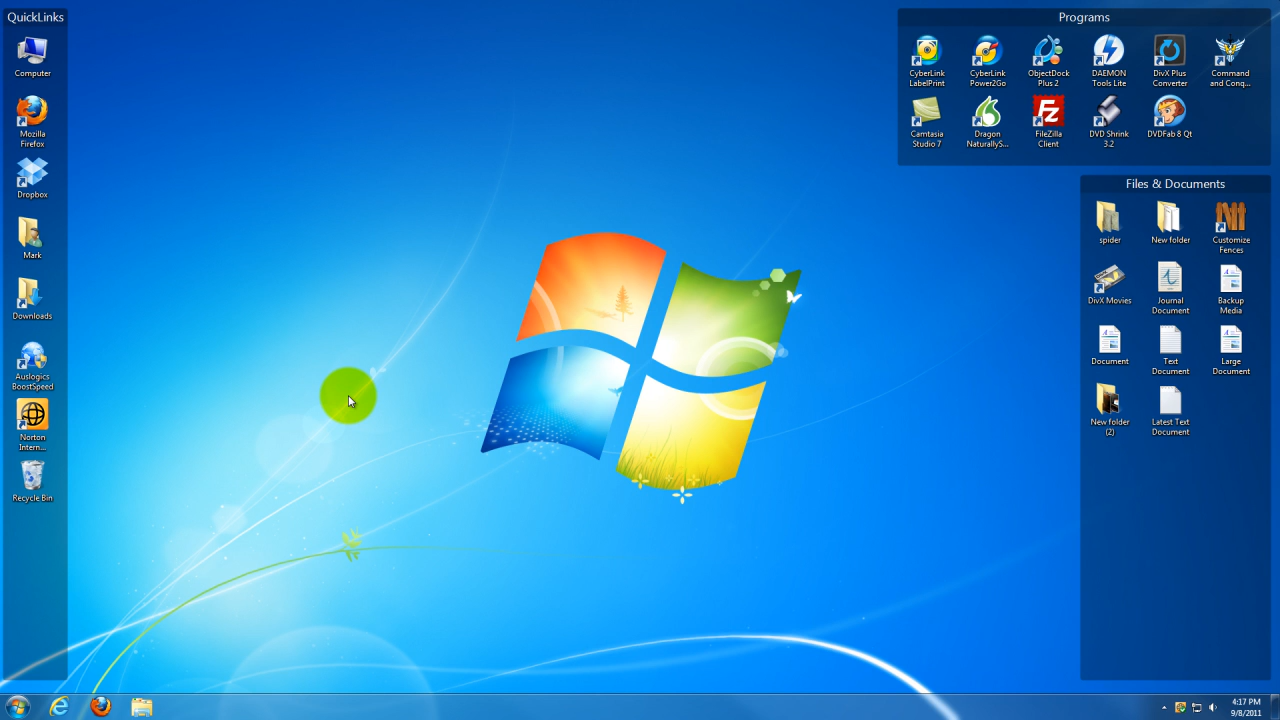 QuickLinks
Computer
Mozilla
Firefox
Dropbox
Mark
Downloads
Auslogics
BoostSpeed
Norton
Intern...
Recycle Bin
Programs
CyberLink
LabelPrint
CyberLink
Power2Go
ObjectDock
Plus 2
DAEMON
Tools Lite
DivX Plus
Converter
Command
and Conq...
Camtasia
Studio 7
Dragon
NaturallyS...
FileZilla
Client
DVD Shrink
3.2
DVDFab 8 Qt
Files & Documents
spider
New folder
Customize
Fences
DivX Movies
Journal
Document
Backup
Media
Document
Text
Document
Large
Document
New folder
(2)
Latest Text
Document
4:17 PM
9/8/2011